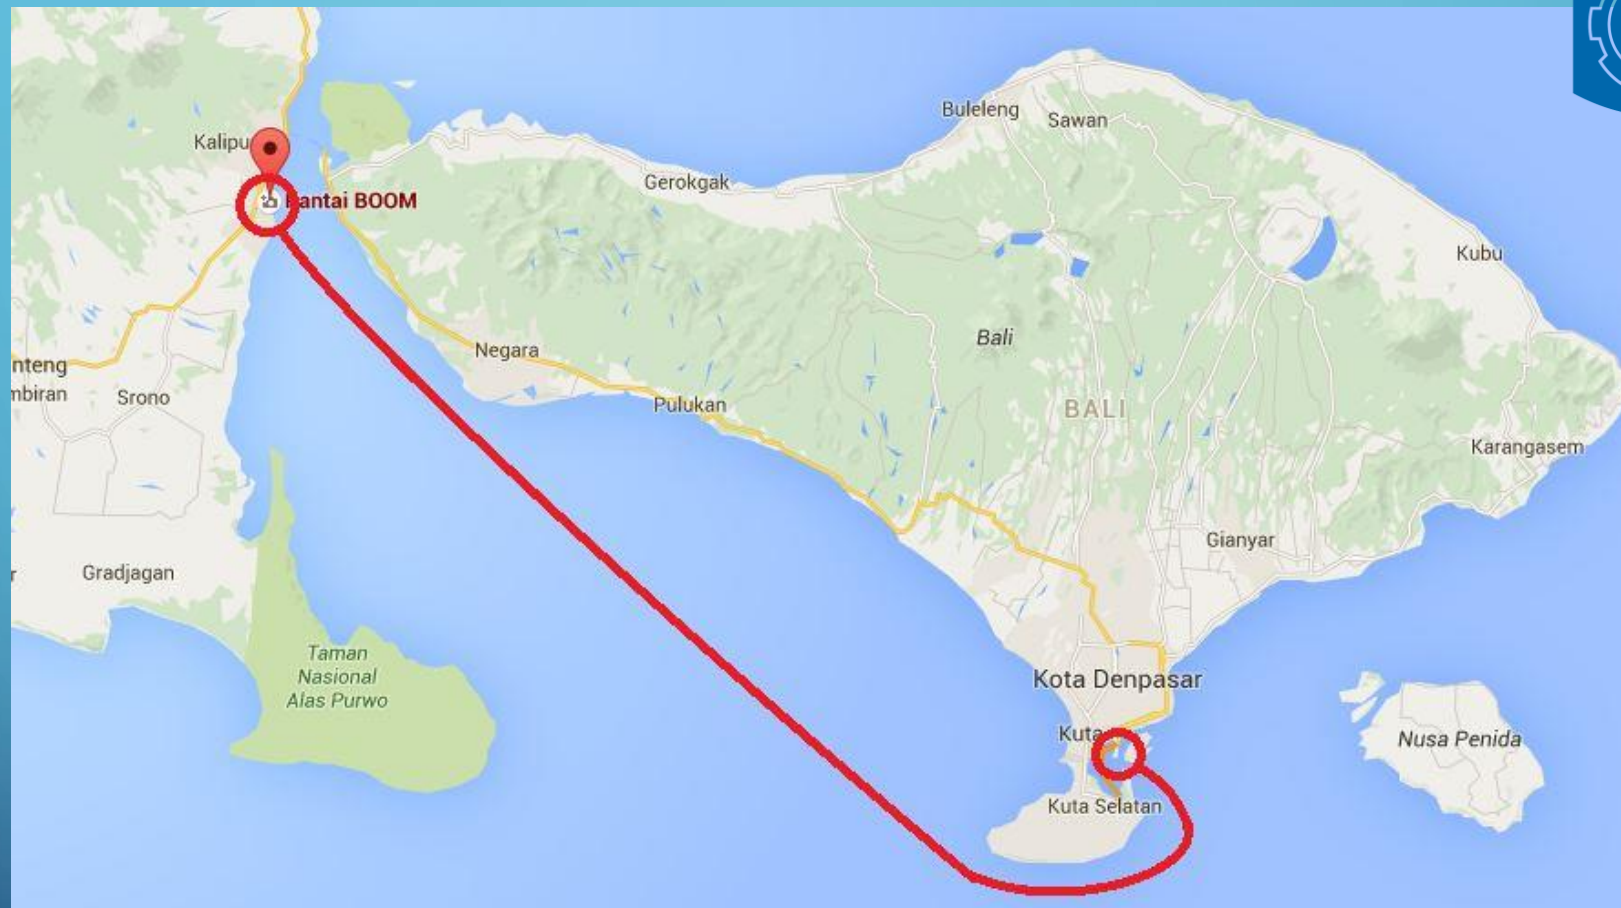 Buleleng
Sawan
Kalipu
Gerokgak
Pantai BOOM
Kubu
Bali
Negara
nteng
mbiran
Srono
Pulukan
BALI
Karangasem
Gianyar
Gradjagan
Taman
Nasional
Alas Purwo
Kota Denpasar
Kuta
Nusa Penida
Kuta Selatan